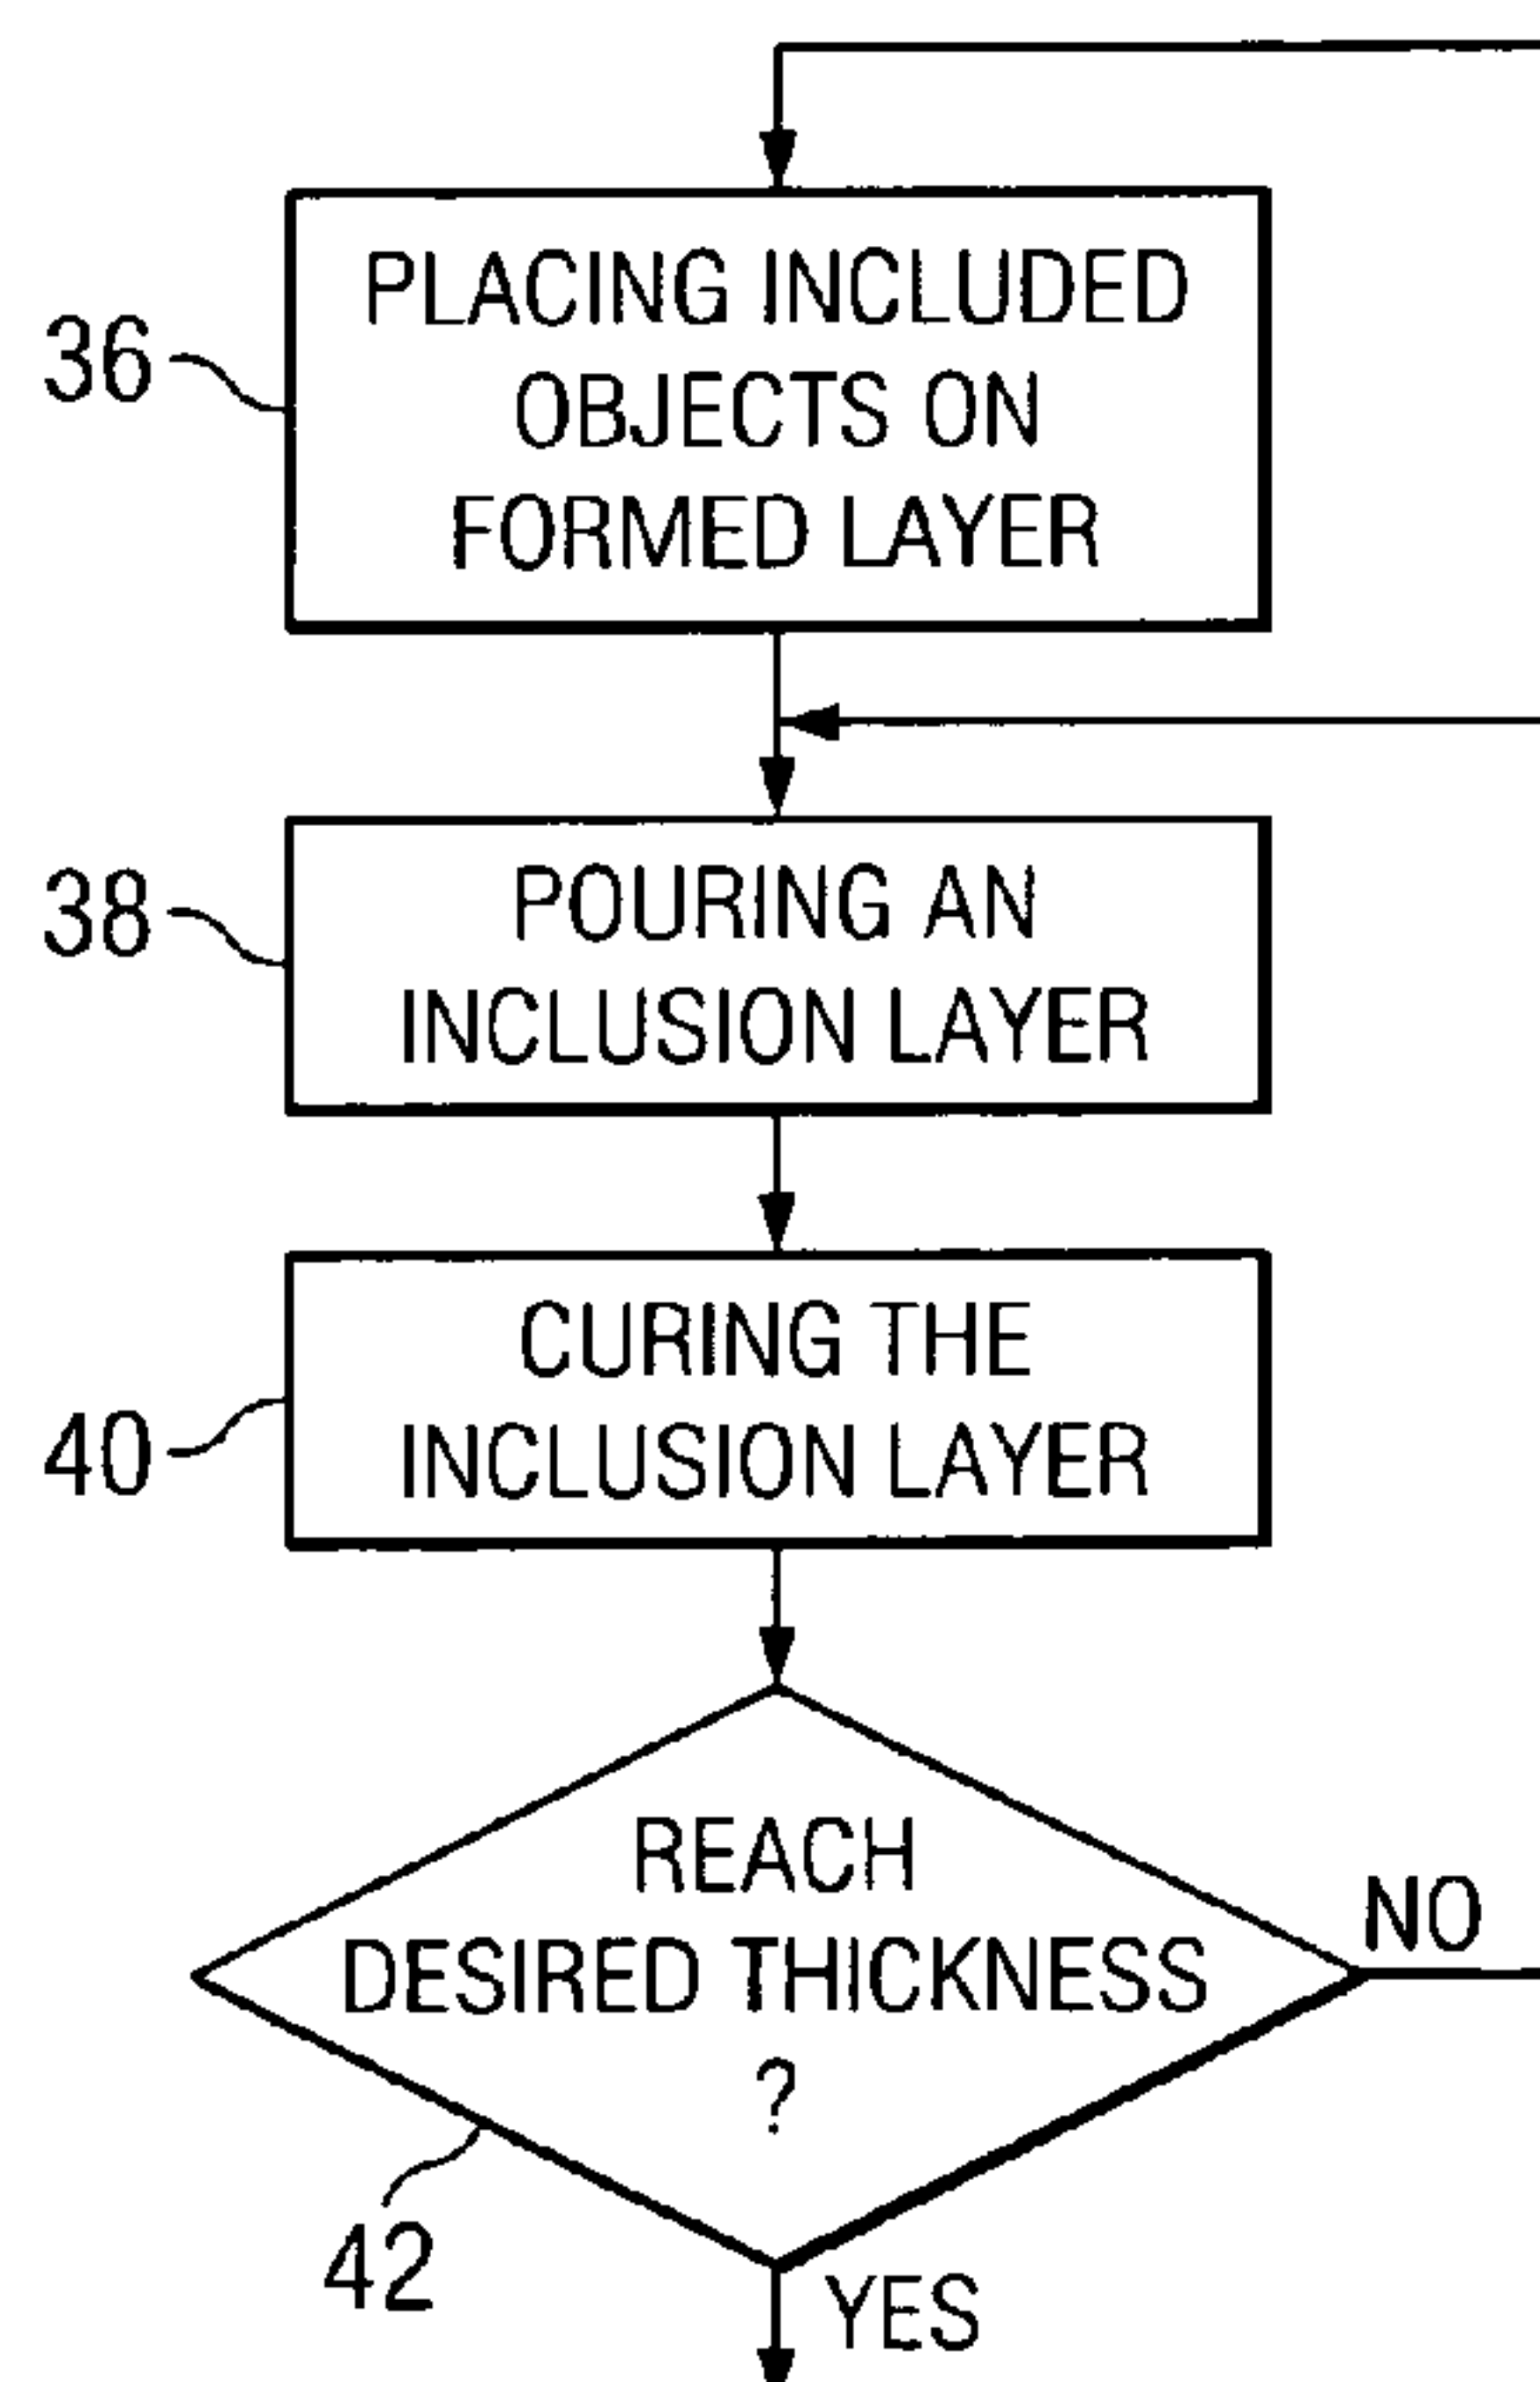 PLACING INCLUDED
OBJECTS ON
FORMED LAYER
36
POURING AN
INCLUSION LAYER
38
CURING THE
INCLUSION LAYER
40
REACH
DESIRED THICKNESS
?
NO
42
YES